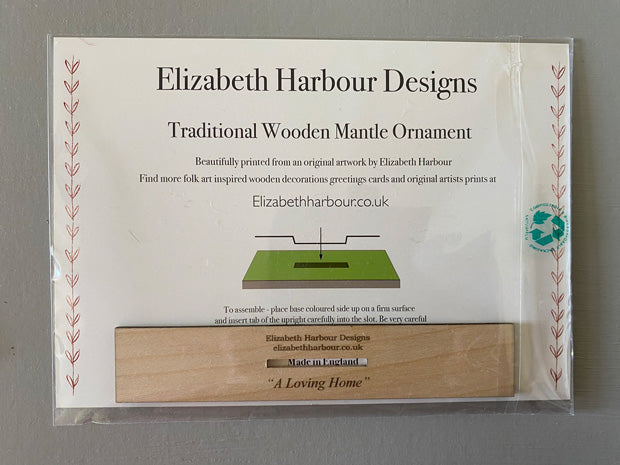 Elizabeth Harbour Designs
Traditional Wooden Mantle Ornament
Beautifully printed from an original artwork by Elizabeth Harbour
Find more folk art inspired wooden decorations greetings cards and original artists prints at
Elizabethharbour.co.uk
To assemble - place base coloured side up on a firm surface
and insert tab of the upright carefully into the slot. Be very careful
Elizabeth Harbour Designs
elizabethharbour.co.uk
Made in England
"A Loving Home"